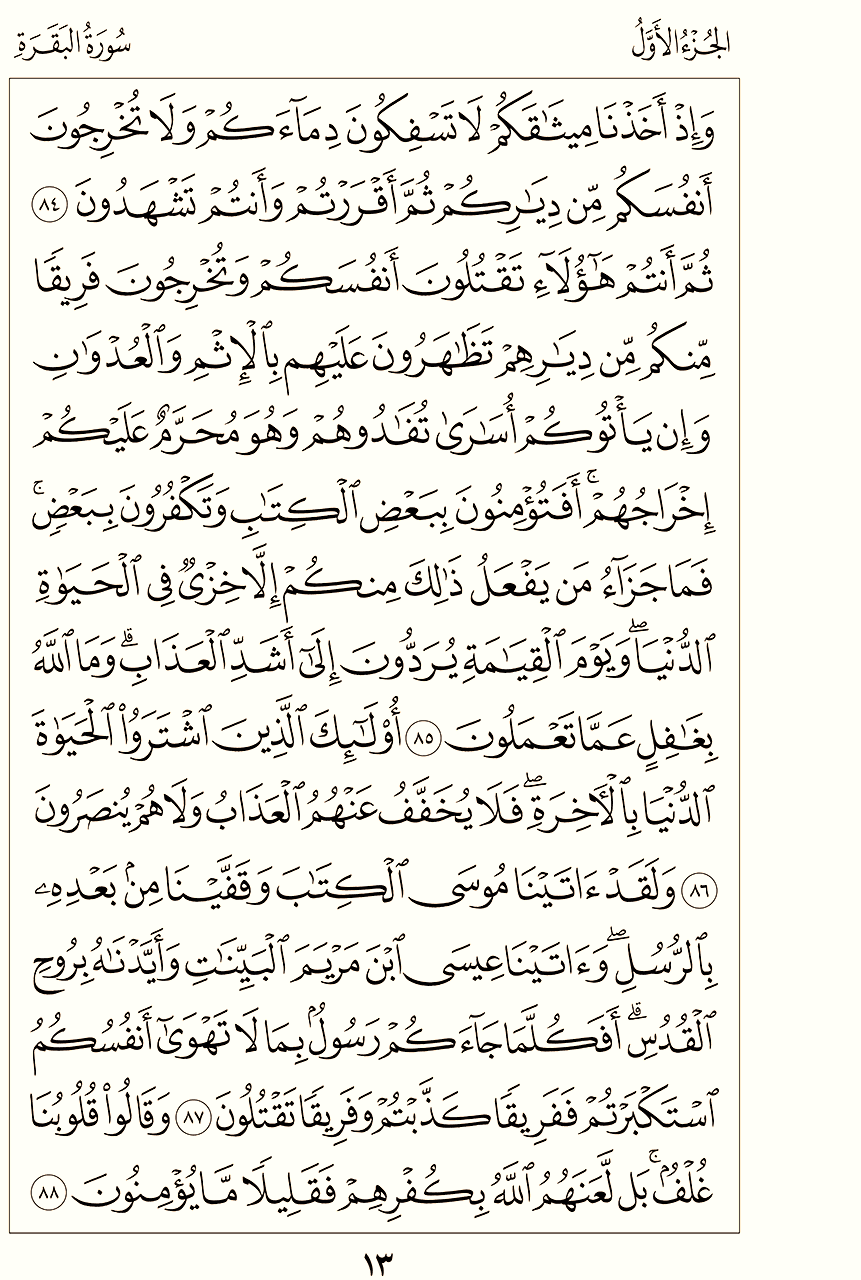 الجُزْءُ الأَوَّلُ
سُورَةُ البَقَرَةِ
وَإِذْ أَخَذْنَا مِيثَٰقَكُمْ لَا تَسْفِكُونَ دِمَآءَكُمْ وَلَا تُخْرِجُونَ
أَنفُسَكُم مِّن دِيَٰرِكُمْ ثُمَّ أَقْرَرْتُمْ وَأَنتُمْ تَشْهَدُونَ ٨٤
ثُمَّ أَنتُمْ هَٰٓؤُلَآءِ تَقْتُلُونَ أَنفُسَكُمْ وَتُخْرِجُونَ فَرِيقًا
مِّنكُم مِّن دِيَٰرِهِمْ تَظَٰهَرُونَ عَلَيْهِم بِٱلْإِثْمِ وَٱلْعُدْوَٰنِ
وَإِن يَأْتُوكُمْ أُسَٰرَىٰ تُفَٰدُوهُمْ وَهُوَ مُحَرَّمٌ عَلَيْكُمْ
إِخْرَاجُهُمْ ۚ أَفَتُؤْمِنُونَ بِبَعْضِ ٱلْكِتَٰبِ وَتَكْفُرُونَ بِبَعْضٍ ۚ
فَمَا جَزَآءُ مَن يَفْعَلُ ذَٰلِكَ مِنكُمْ إِلَّا خِزْىٌ فِى ٱلْحَيَوٰةِ
ٱلدُّنْيَا ۖ وَيَوْمَ ٱلْقِيَٰمَةِ يُرَدُّونَ إِلَىٰٓ أَشَدِّ ٱلْعَذَابِ ۗ وَمَا ٱللَّهُ
بِغَٰفِلٍ عَمَّا تَعْمَلُونَ ٨٥ أُو۟لَٰٓئِكَ ٱلَّذِينَ ٱشْتَرَوُا۟ ٱلْحَيَوٰةَ
ٱلدُّنْيَا بِٱلْءَاخِرَةِ ۖ فَلَا يُخَفَّفُ عَنْهُمُ ٱلْعَذَابُ وَلَا هُمْ يُنصَرُونَ
٨٦ وَلَقَدْ ءَاتَيْنَا مُوسَى ٱلْكِتَٰبَ وَقَفَّيْنَا مِنۢ بَعْدِهِۦ
بِٱلرُّسُلِ ۖ وَءَاتَيْنَا عِيسَى ٱبْنَ مَرْيَمَ ٱلْبَيِّنَٰتِ وَأَيَّدْنَٰهُ بِرُوحِ
ٱلْقُدُسِ ۗ أَفَكُلَّمَا جَآءَكُمْ رَسُولٌۢ بِمَا لَا تَهْوَىٰٓ أَنفُسُكُمُ
ٱسْتَكْبَرْتُمْ فَفَرِيقًا كَذَّبْتُمْ وَفَرِيقًا تَقْتُلُونَ ٨٧ وَقَالُوا۟ قُلُوبُنَا
غُلْفٌۢ ۚ بَل لَّعَنَهُمُ ٱللَّهُ بِكُفْرِهِمْ فَقَلِيلًا مَّا يُؤْمِنُونَ ٨٨
١٣